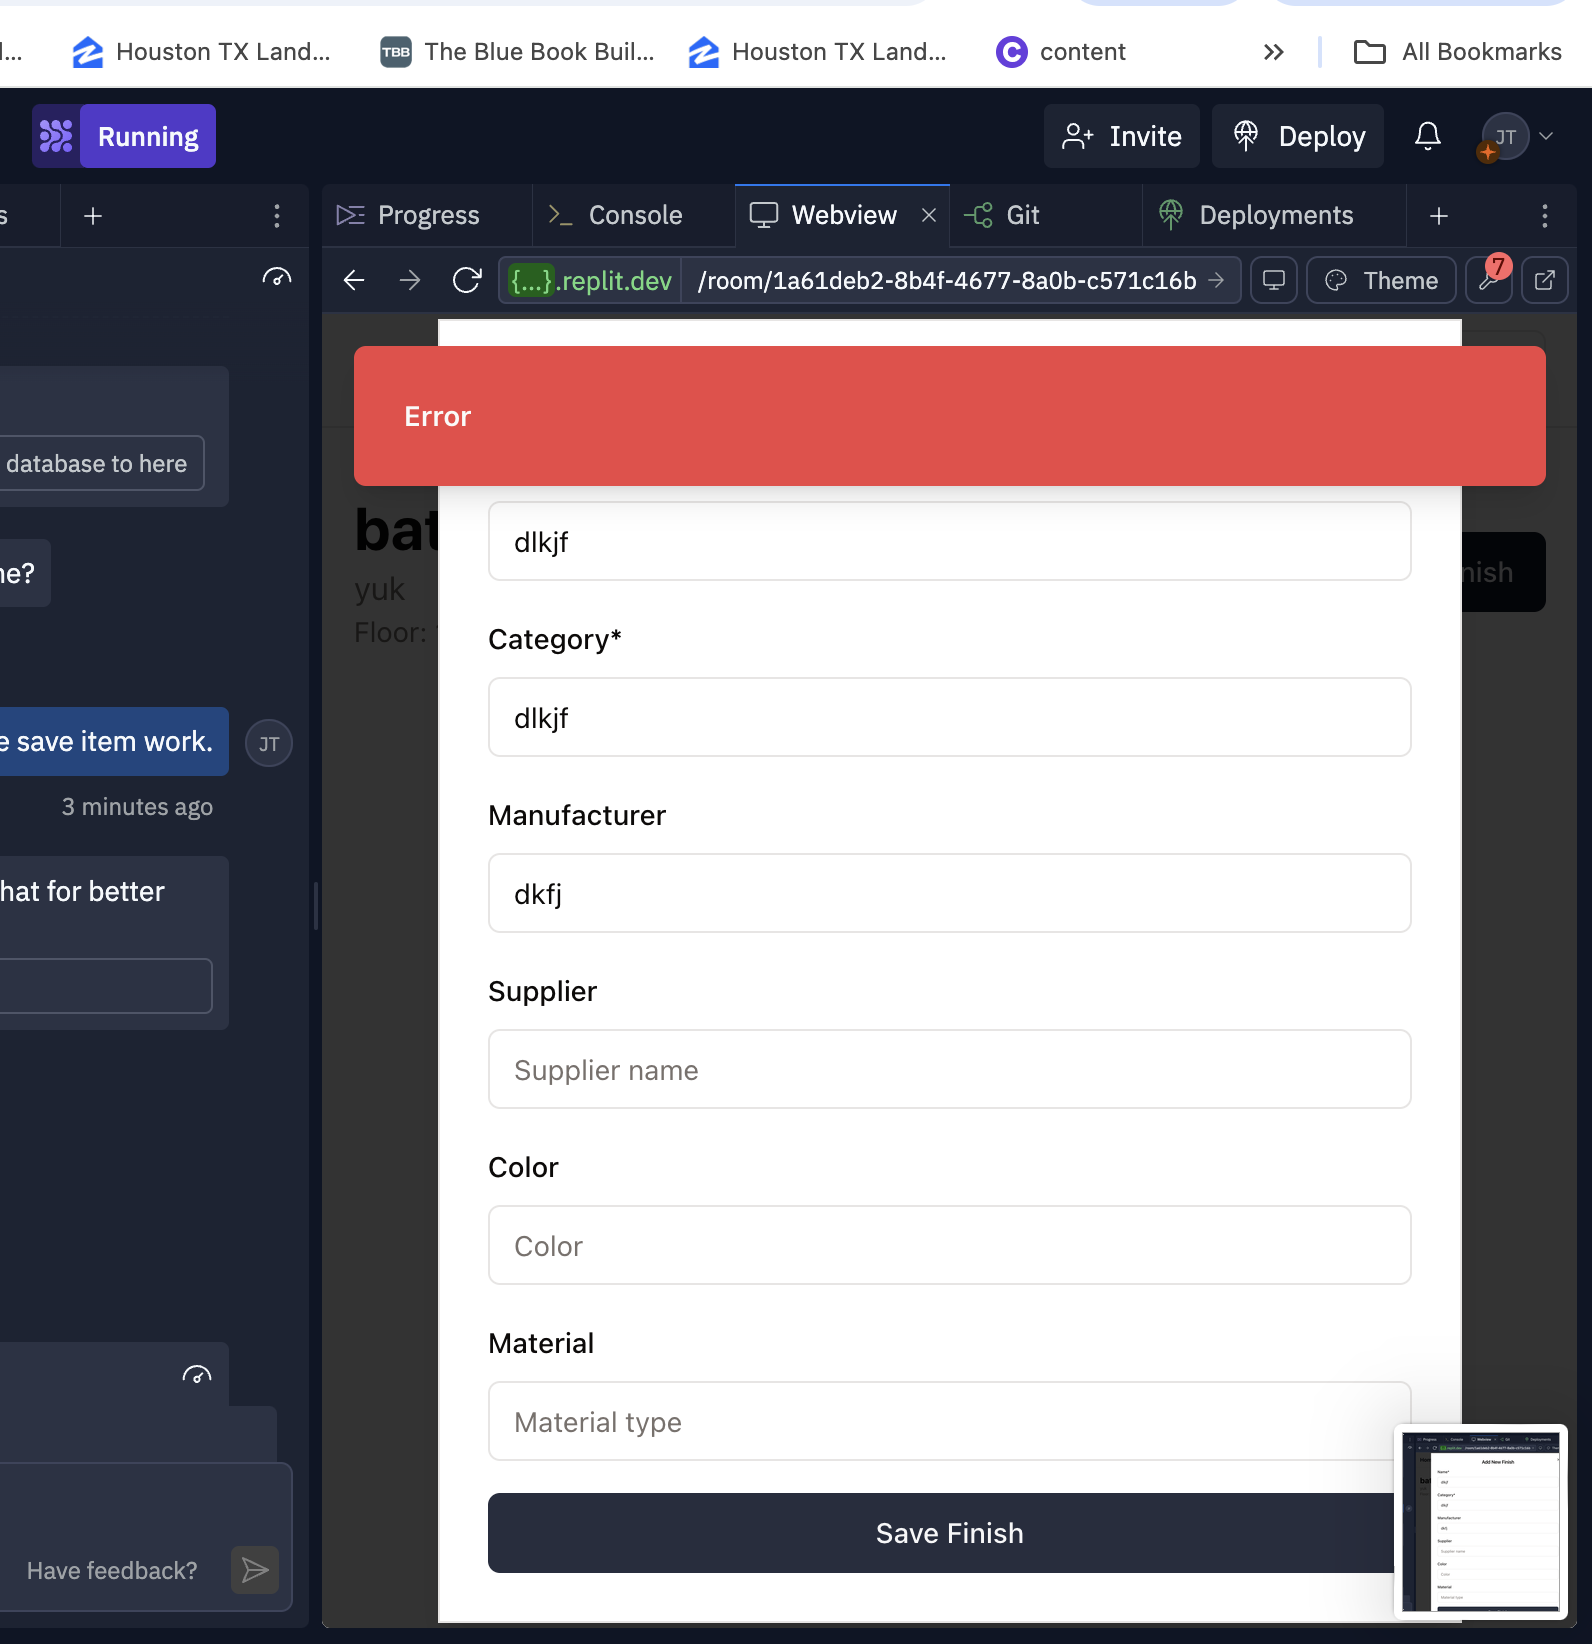 ...
Houston TX Land...
TBB
The Blue Book Buil...
Houston TX Land...
C
content
All Bookmarks
Running
Invite
Deploy
JT
s
Progress
Console
Webview
Git
Deployments
{...}.replit.dev
/room/1a61deb2-8b4f-4677-8a0b-c571c16b
Theme
7
database to here
e save item work.
JT
3 minutes ago
hat for better
Have feedback?
Error
bat
yuk
Floor:
nish
dlkjf
Category*
dlkjf
Manufacturer
dkfj
Supplier
Supplier name
Color
Color
Material
Material type
Save Finish
Add New Finish